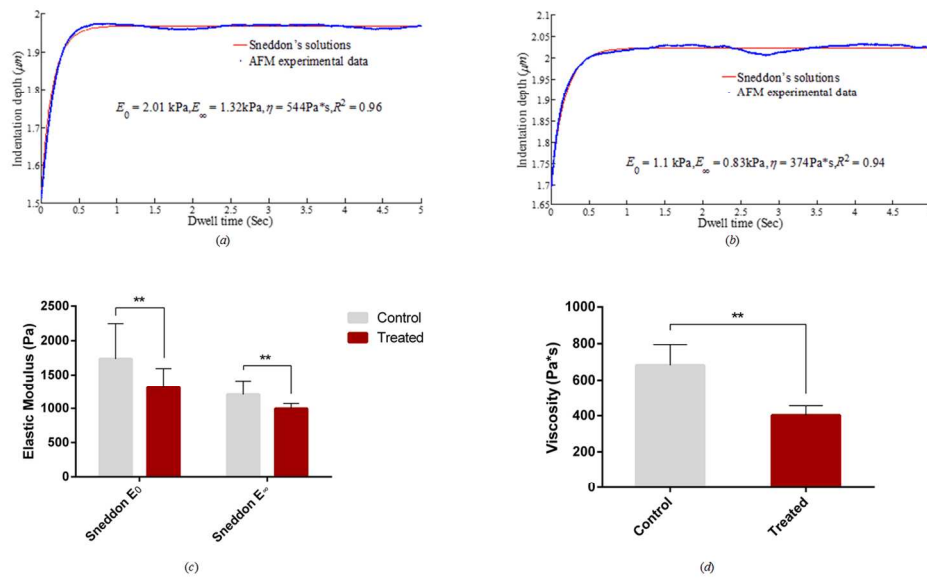 2
1.9
1.8
1.7
1.6
1.5
Indentation depth (μm)
Sneddon's solutions
AFM experimental data
E0 = 2.01 kPa,E∞ = 1.32kPa,η = 544Pa*s,R² = 0.96
0 0.5 1 1.5 2 2.5 3 3.5 4 4.5 5
Dwell time (Sec)
(a)
2.1
2.05
2
1.95
1.9
1.85
1.8
1.75
1.7
1.65
Indentation depth (μm)
Sneddon's solutions
AFM experimental data
E0 = 1.1 kPa,E∞ = 0.83kPa,η = 374Pa*s,R² = 0.94
0 0.5 1 1.5 2 2.5 3 3.5 4 4.5
Dwell time (Sec)
(b)
2500
2000
1500
1000
500
0
Elastic Modulus (Pa)
**
**
Control
Treated
Sneddon E0
Sneddon E∞
(c)
1000
800
600
400
200
0
Viscosity (Pa*s)
**
Control
Treated
(d)